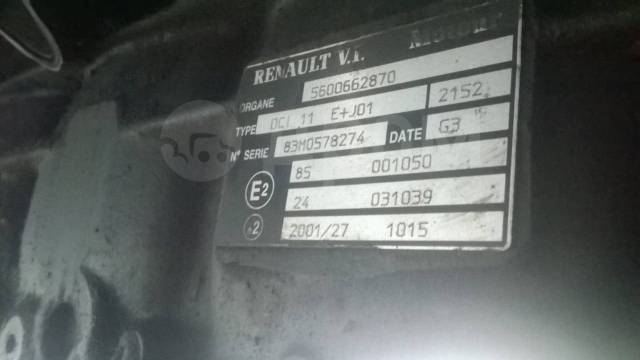 RENAULT V.I.
ORGANE 5600662870
TYPE DCI 11 E+J01 2152
N° SERIE 83M0578274 DATE G3
E2 85 001050
24 031039
2 2001/27 1015